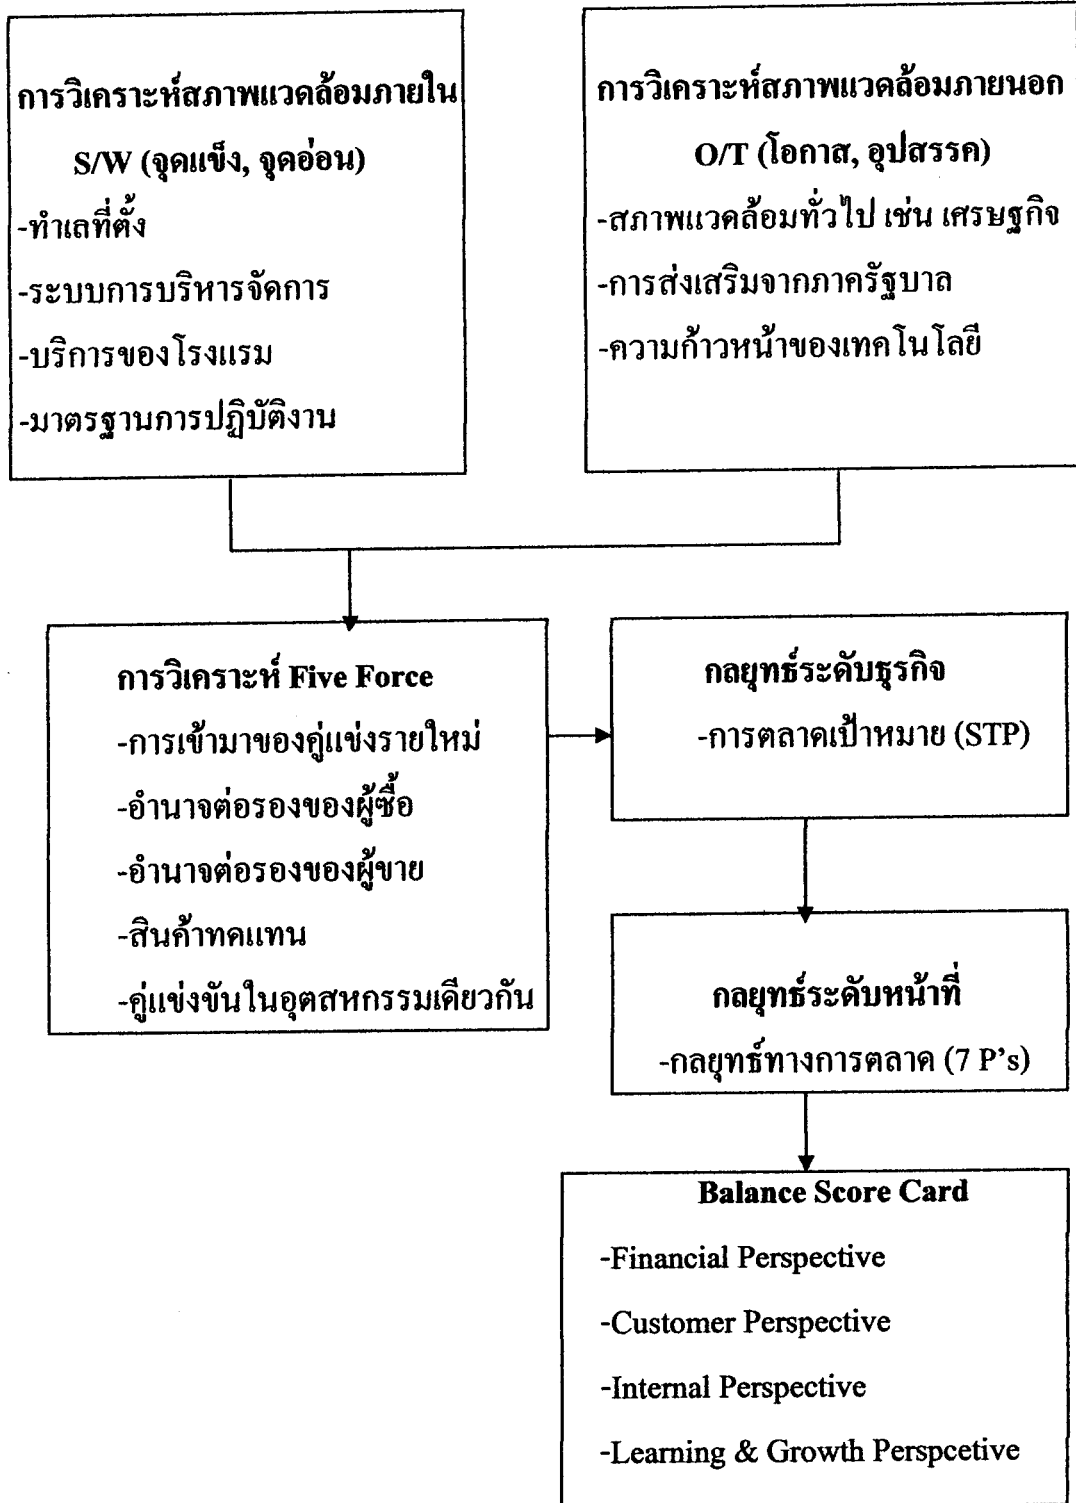 การวิเคราะห์สภาพแวดล้อมภายใน
S/W (จุดแข็ง, จุดอ่อน)
-ทำเลที่ตั้ง
-ระบบการบริหารจัดการ
-บริการของโรงแรม
-มาตรฐานการปฏิบัติงาน
การวิเคราะห์สภาพแวดล้อมภายนอก
O/T (โอกาส, อุปสรรค)
-สภาพแวดล้อมทั่วไป เช่น เศรษฐกิจ
-การส่งเสริมจากภาครัฐบาล
-ความก้าวหน้าของเทคโนโลยี
การวิเคราะห์ Five Force
-การเข้ามาของคู่แข่งรายใหม่
-อำนาจต่อรองของผู้ซื้อ
-อำนาจต่อรองของผู้ขาย
-สินค้าทดแทน
-คู่แข่งขันในอุตสหกรรมเดียวกัน
กลยุทธ์ระดับธุรกิจ
-การตลาดเป้าหมาย (STP)
กลยุทธ์ระดับหน้าที่
-กลยุทธ์ทางการตลาด (7 P’s)
Balance Score Card
-Financial Perspective
-Customer Perspective
-Internal Perspective
-Learning & Growth Perspcetive